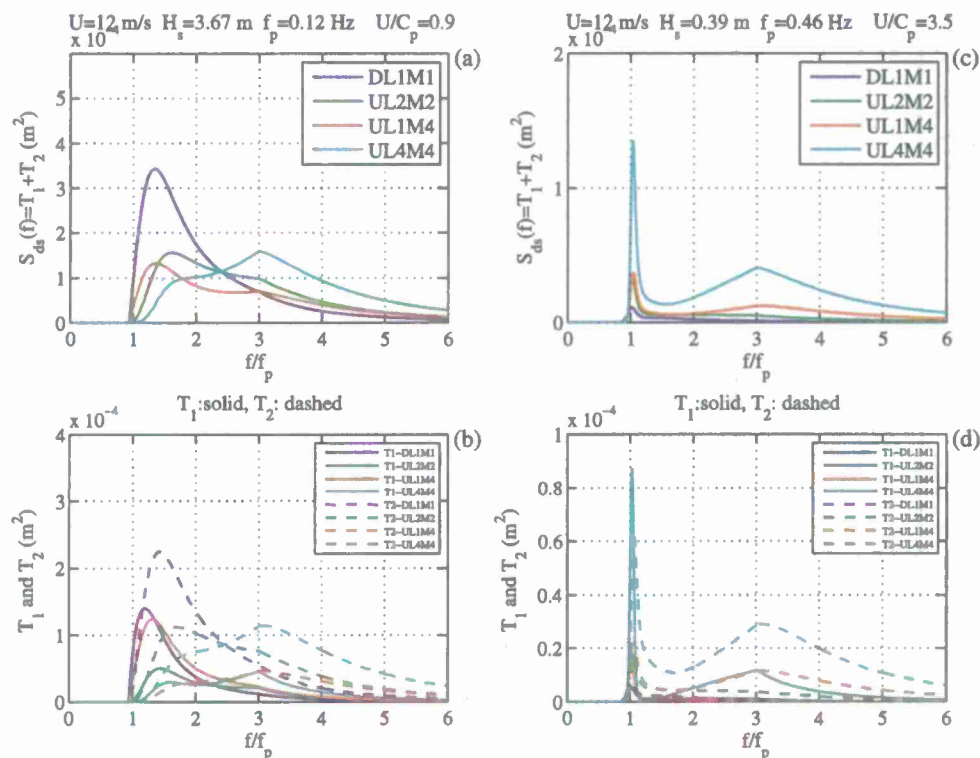 U=12 m/s H_s=3.67 m f_p=0.12 Hz U/C_p=0.9
x 10^-4
(a)
DL1M1
UL2M2
UL1M4
UL4M4
S_ds(f)=T_1+T_2 (m^2)
5
4
3
2
1
0
0 1 2 3 4 5 6
f/f_p
U=12 m/s H_s=0.39 m f_p=0.46 Hz U/C_p=3.5
x 10^-4
(c)
DL1M1
UL2M2
UL1M4
UL4M4
S_ds(f)=T_1+T_2 (m^2)
2
1
0
0 1 2 3 4 5 6
f/f_p
T_1:solid, T_2: dashed
x 10^-4
(b)
T1-DL1M1
T1-UL2M2
T1-UL1M4
T1-UL4M4
T2-DL1M1
T2-UL2M2
T2-UL1M4
T2-UL4M4
T_1 and T_2 (m^2)
4
3
2
1
0
0 1 2 3 4 5 6
f/f_p
T_1:solid, T_2: dashed
x 10^-4
(d)
T1-DL1M1
T1-UL2M2
T1-UL1M4
T1-UL4M4
T2-DL1M1
T2-UL2M2
T2-UL1M4
T2-UL4M4
T_1 and T_2 (m^2)
1
0.8
0.6
0.4
0.2
0
0 1 2 3 4 5 6
f/f_p